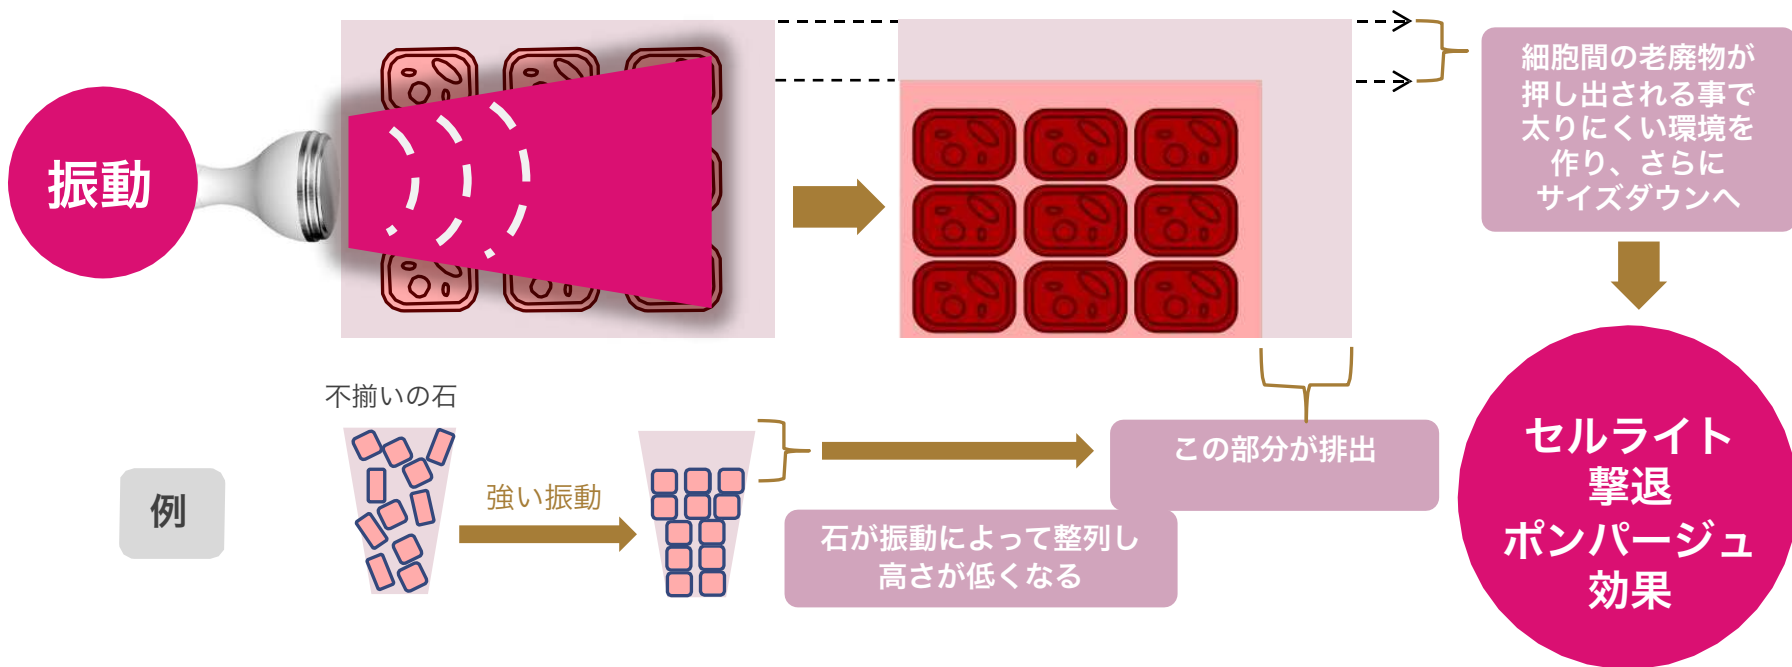 振動
細胞間の老廃物が
押し出される事で
太りにくい環境を
作り、さらに
サイズダウンへ
不揃いの石
例
強い振動
この部分が排出
石が振動によって整列し
高さが低くなる
セルライト
撃退
ポンパージュ
効果